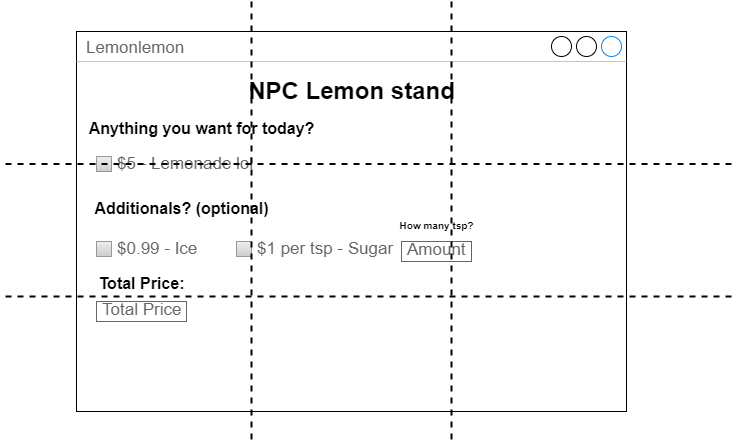 Lemonlemon
NPC Lemon stand
Anything you want for today?
$5 - Lemonade lol
Additionals? (optional)
How many tsp?
$0.99 - Ice $1 per tsp - Sugar Amount
Total Price:
Total Price